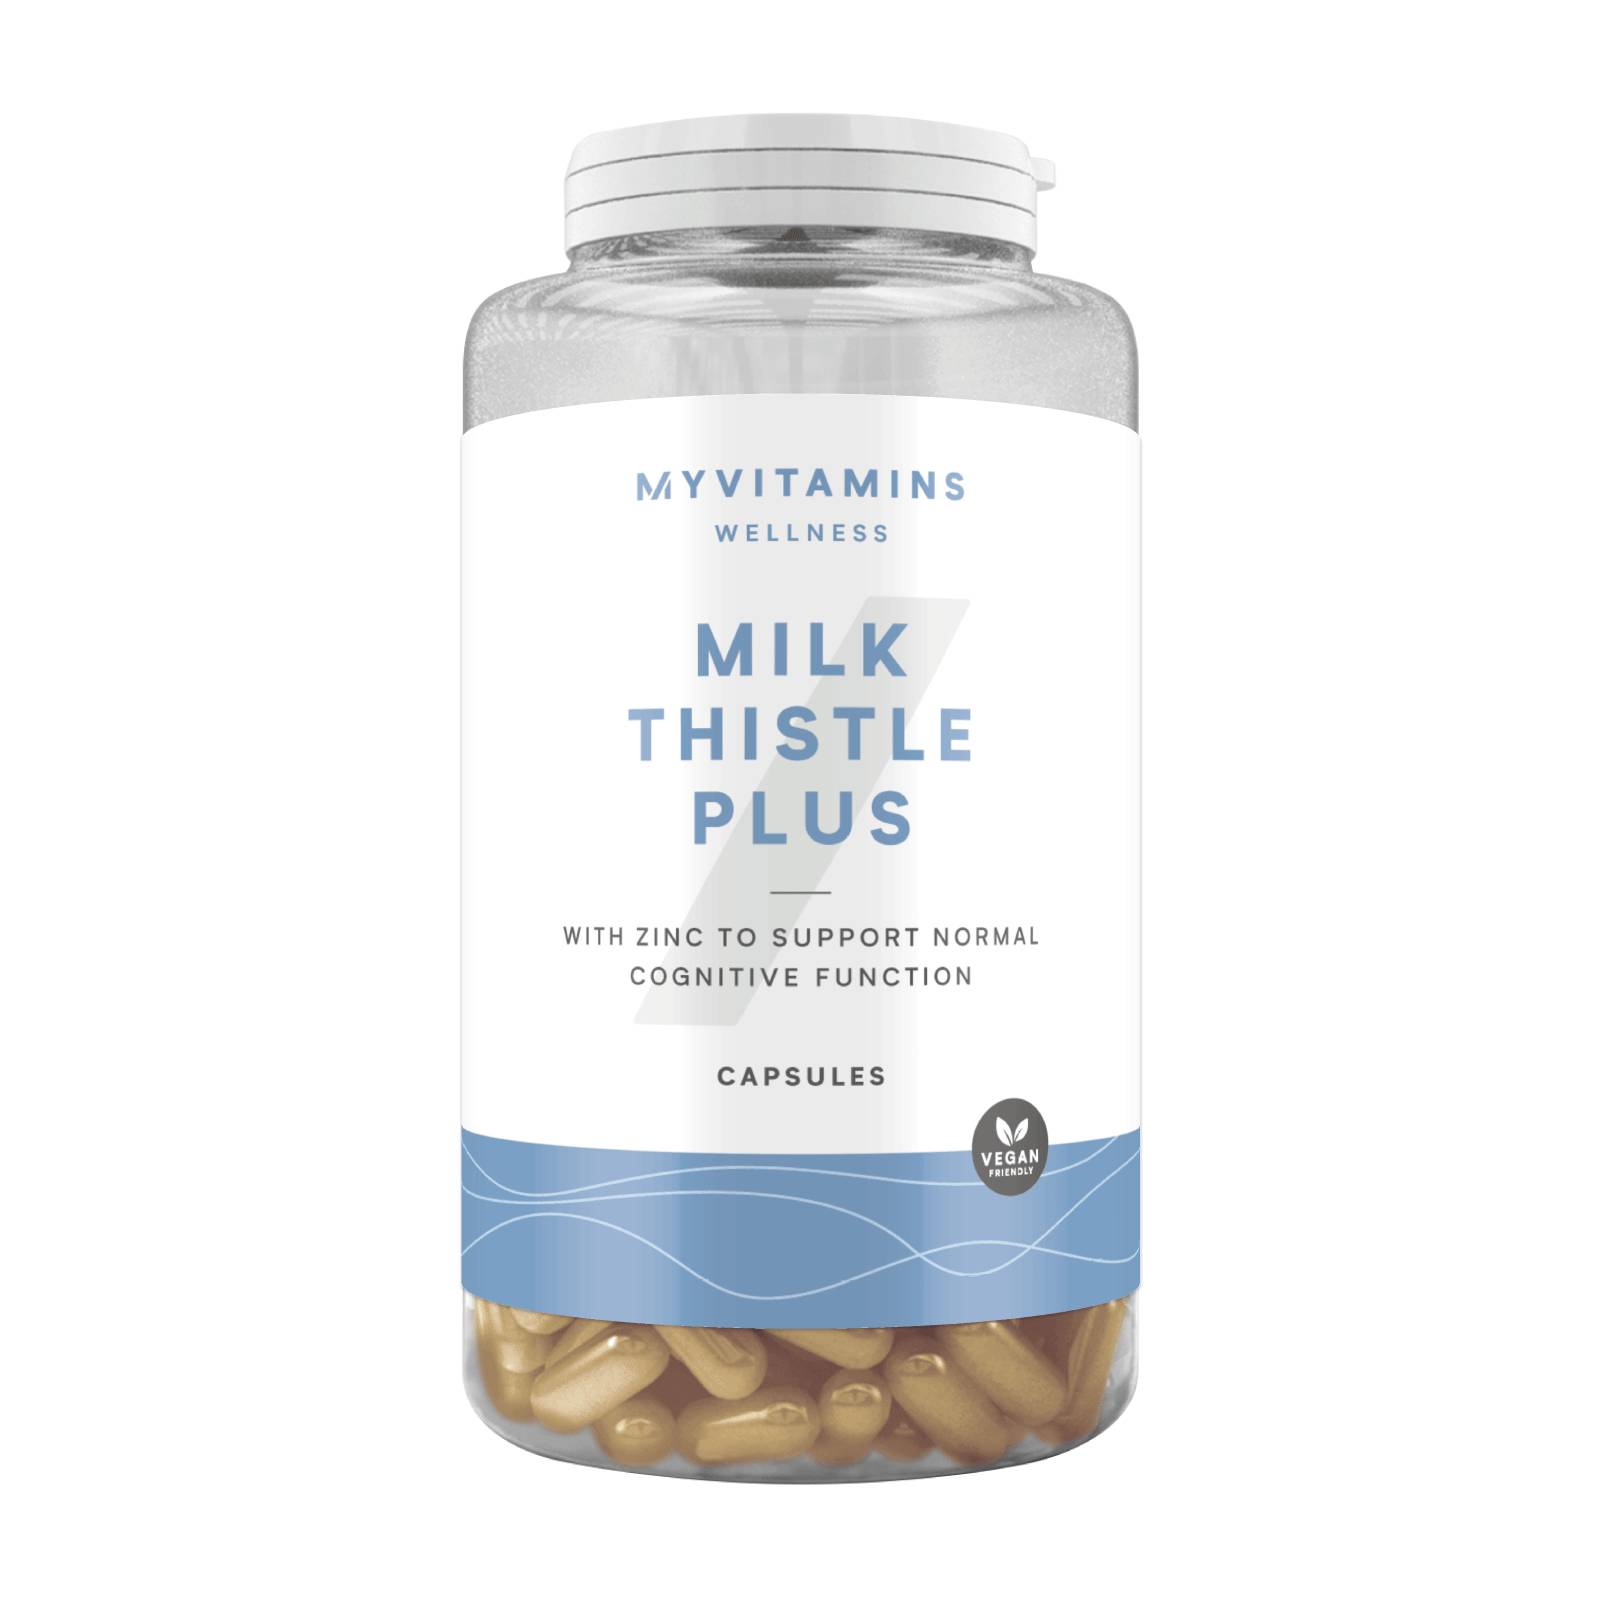 MYVITAMINS
WELLNESS
MILK
THISTLE
PLUS
WITH ZINC TO SUPPORT NORMAL
COGNITIVE FUNCTION
CAPSULES
VEGAN
FRIENDLY